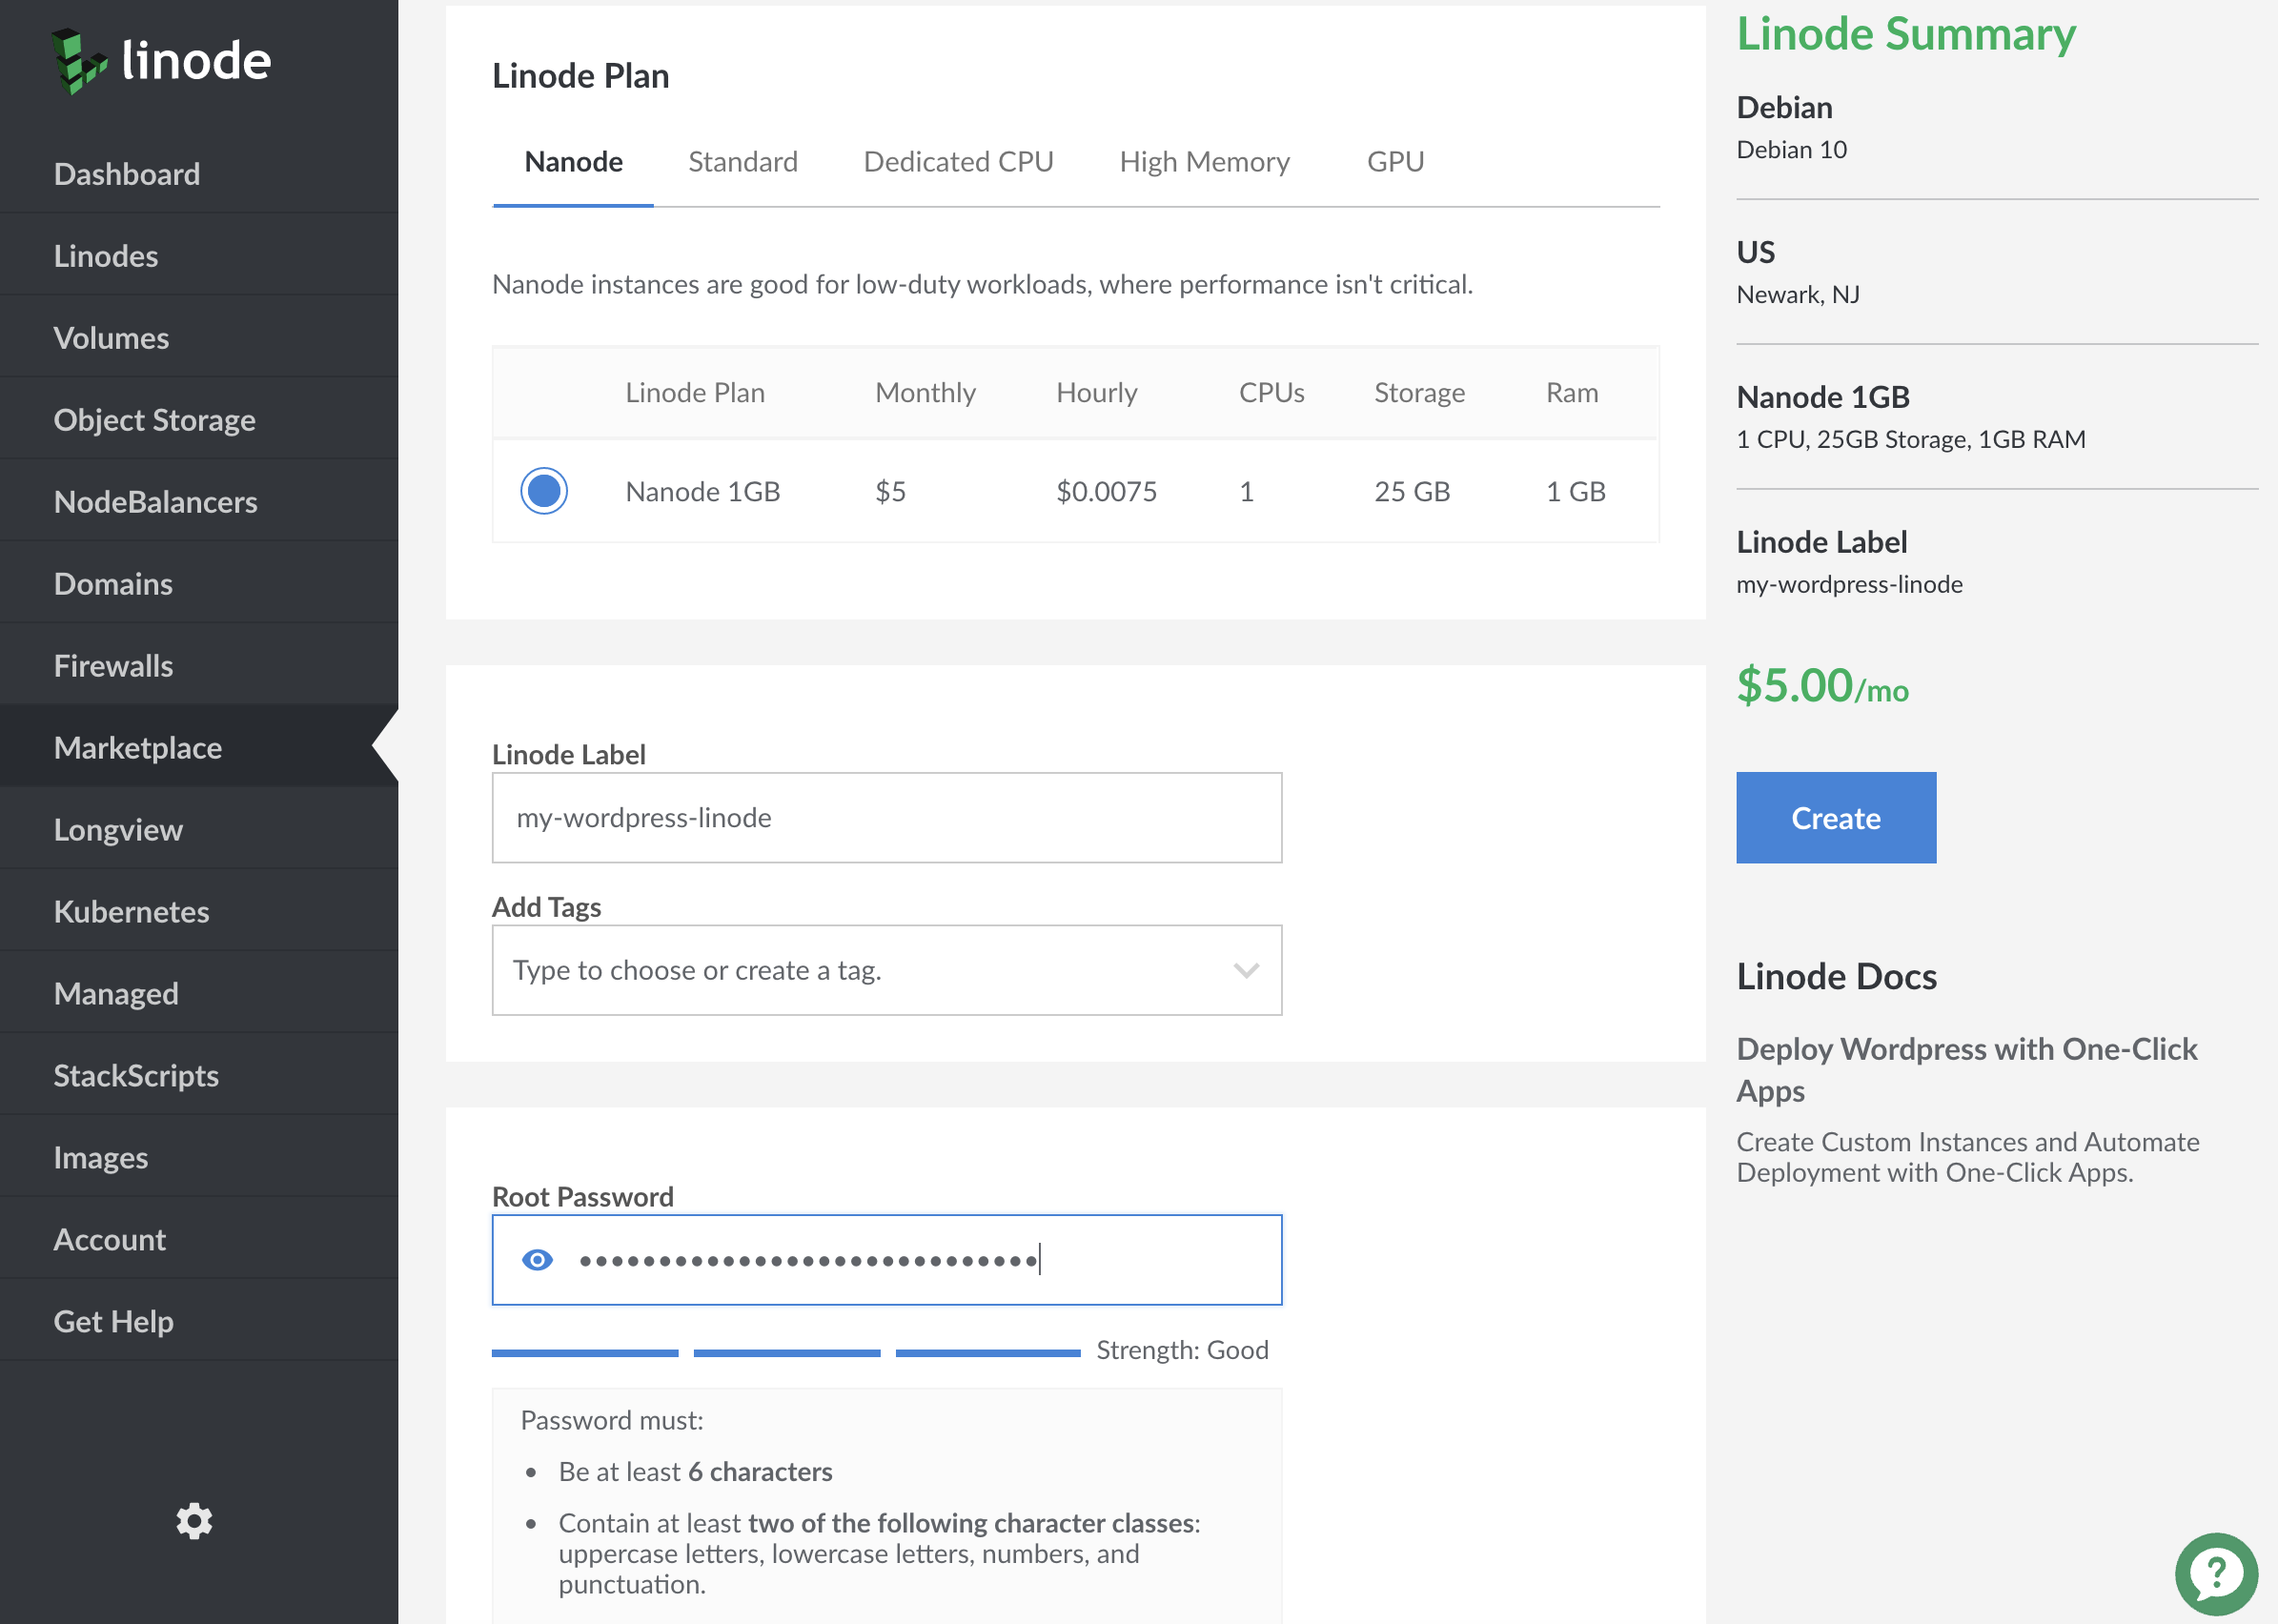 linode
Dashboard
Linodes
Volumes
Object Storage
NodeBalancers
Domains
Firewalls
Marketplace
Longview
Kubernetes
Managed
StackScripts
Images
Account
Get Help
Linode Plan
Nanode Standard Dedicated CPU High Memory GPU
Nanode instances are good for low-duty workloads, where performance isn't critical.
Linode Plan Monthly Hourly CPUs Storage Ram
Nanode 1GB $5 $0.0075 1 25 GB 1 GB
Linode Label
my-wordpress-linode
Add Tags
Type to choose or create a tag.
Root Password
•••••••••••••••••••••••••••••
Strength: Good
Password must:
• Be at least 6 characters
• Contain at least two of the following character classes:
uppercase letters, lowercase letters, numbers, and
punctuation.
Linode Summary
Debian
Debian 10
US
Newark, NJ
Nanode 1GB
1 CPU, 25GB Storage, 1GB RAM
Linode Label
my-wordpress-linode
$5.00/mo
Create
Linode Docs
Deploy Wordpress with One-Click
Apps
Create Custom Instances and Automate
Deployment with One-Click Apps.
?